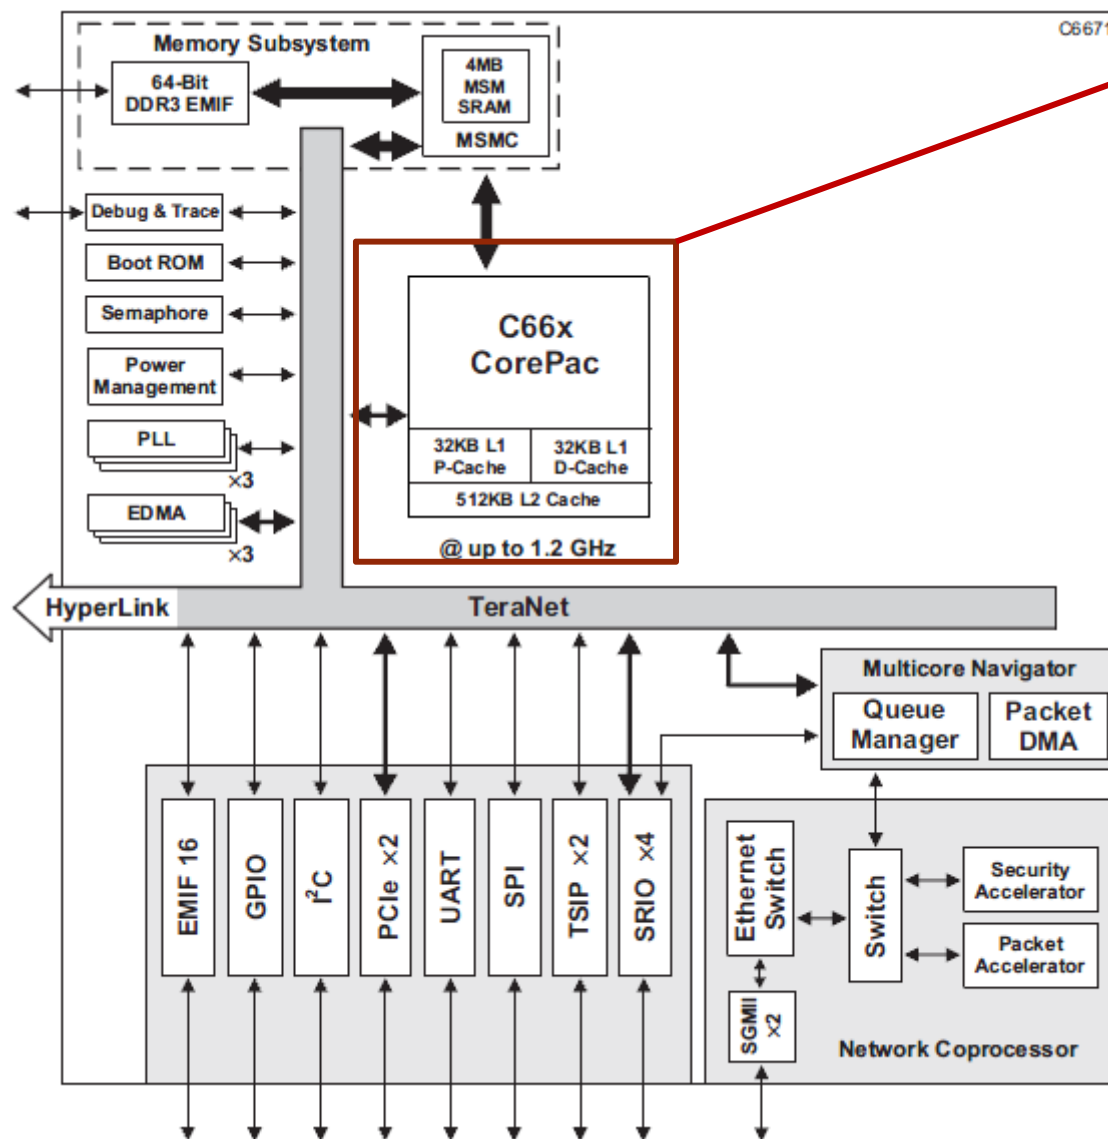 C6671
Memory Subsystem
64-Bit
DDR3 EMIF
4MB
MSM
SRAM
MSMC
Debug & Trace
Boot ROM
Semaphore
Power
Management
PLL
×3
EDMA
×3
C66x
CorePac
32KB L1
P-Cache
32KB L1
D-Cache
512KB L2 Cache
@ up to 1.2 GHz
HyperLink
TeraNet
Multicore Navigator
Queue
Manager
Packet
DMA
EMIF 16
GPIO
I²C
PCIe ×2
UART
SPI
TSIP ×2
SRIO ×4
Ethernet
Switch
Switch
Security
Accelerator
Packet
Accelerator
SGMII
×2
Network Coprocessor